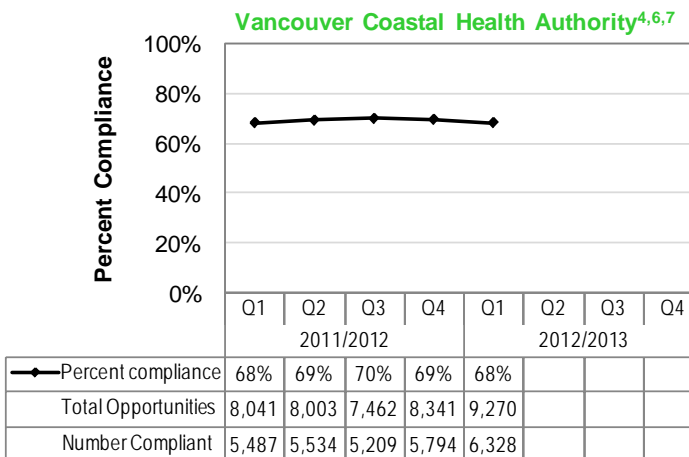 Vancouver Coastal Health Authority4,6,7
Percent Compliance
100%
80%
60%
40%
20%
0%
Q1 Q2 Q3 Q4 Q1 Q2 Q3 Q4
2011/2012 2012/2013
Percent compliance 68% 69% 70% 69% 68%
Total Opportunities 8,041 8,003 7,462 8,341 9,270
Number Compliant 5,487 5,534 5,209 5,794 6,328